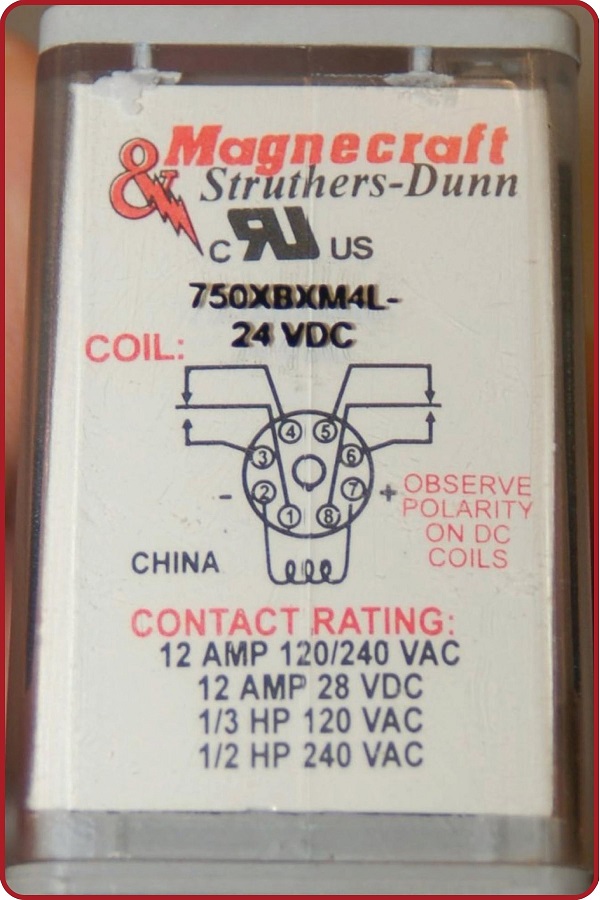 Magnecraft
& Struthers-Dunn
C RU US
750XBXM4L-
24 VDC
COIL:
4 5
3 6
- 2 7 +
1 8
OBSERVE
POLARITY
ON DC
COILS
CHINA
CONTACT RATING:
12 AMP 120/240 VAC
12 AMP 28 VDC
1/3 HP 120 VAC
1/2 HP 240 VAC